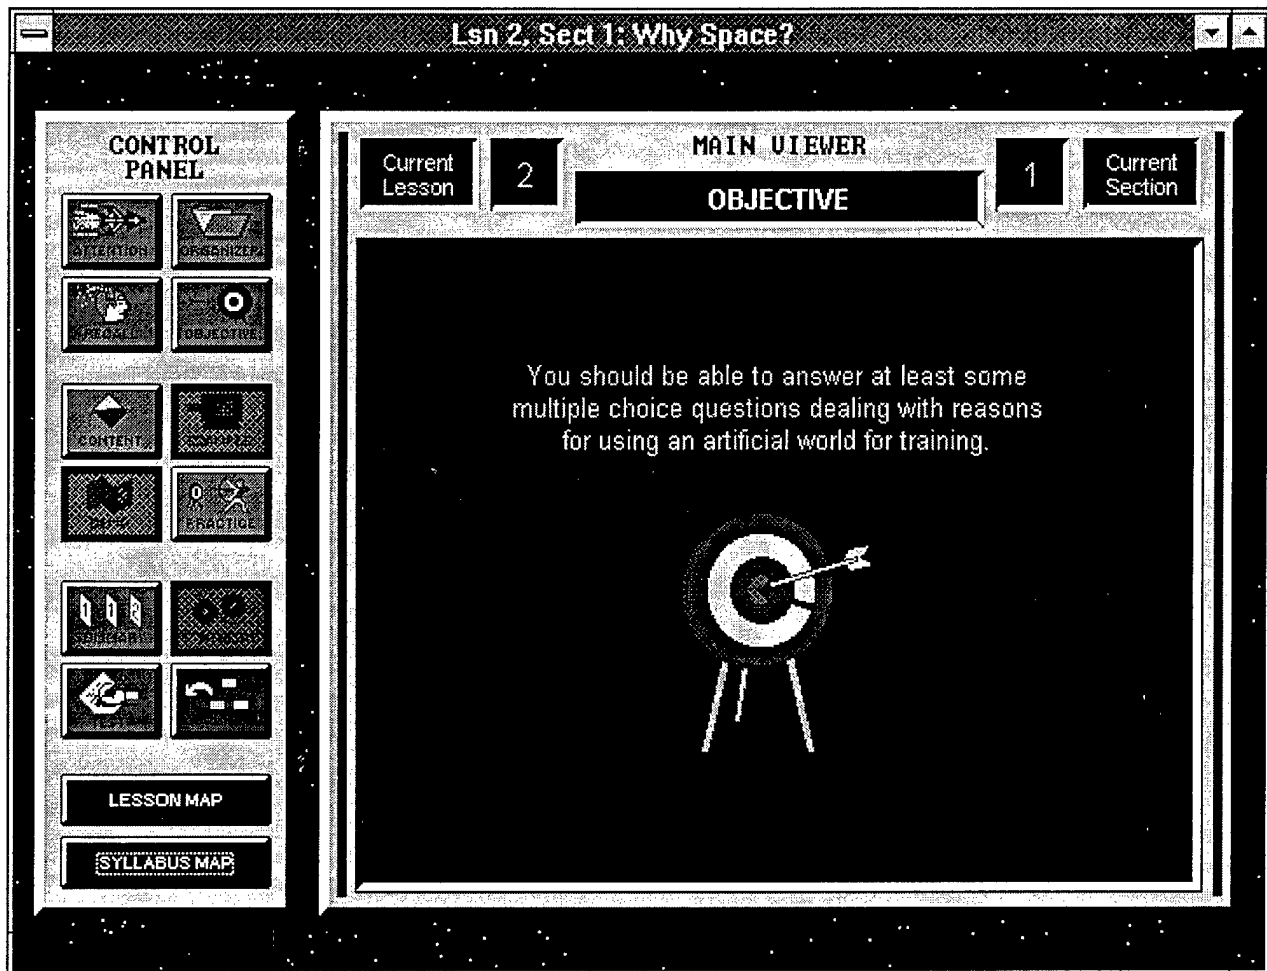 Lsn 2, Sect 1: Why Space?
CONTROL
PANEL
ORGANIZER
OBJECTIVE
CONTENT
PRACTICE
LESSON MAP
SYLLABUS MAP
MAIN VIEWER
Current
Lesson
2
OBJECTIVE
1
Current
Section
You should be able to answer at least some
multiple choice questions dealing with reasons
for using an artificial world for training.